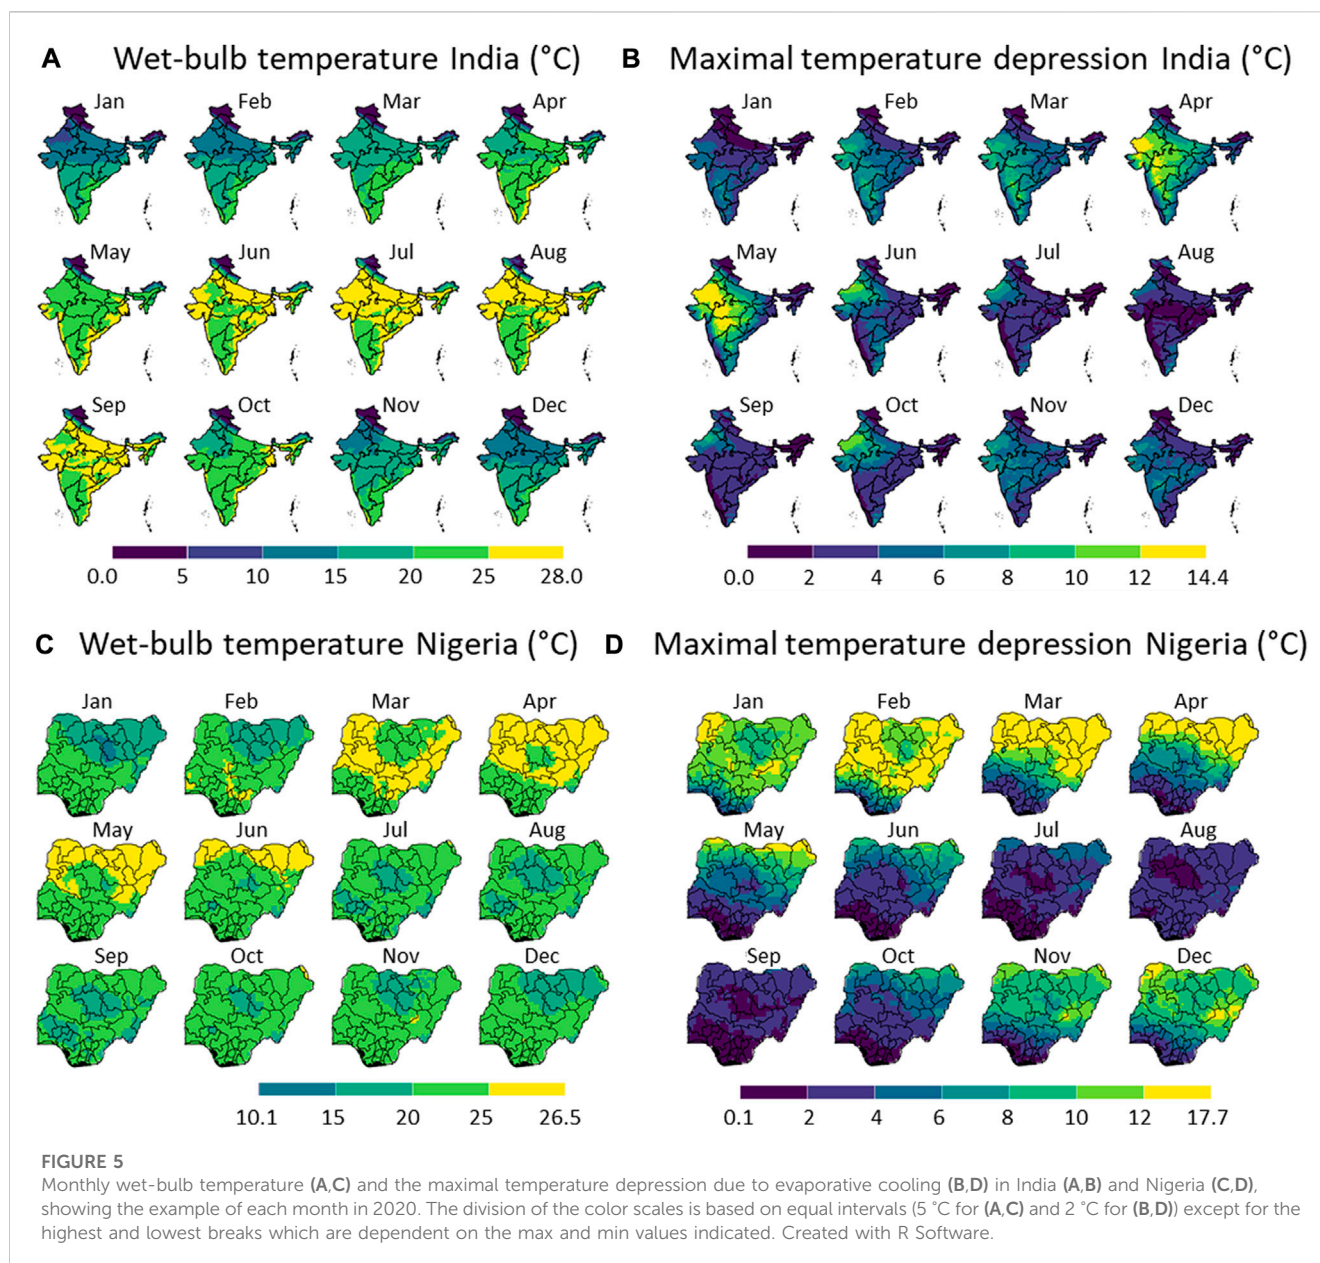 A Wet-bulb temperature India (°C)
Jan Feb Mar Apr
May Jun Jul Aug
Sep Oct Nov Dec
0.0 5 10 15 20 25 28.0
B Maximal temperature depression India (°C)
Jan Feb Mar Apr
May Jun Jul Aug
Sep Oct Nov Dec
0.0 2 4 6 8 10 12 14.4
C Wet-bulb temperature Nigeria (°C)
Jan Feb Mar Apr
May Jun Jul Aug
Sep Oct Nov Dec
10.1 15 20 25 26.5
D Maximal temperature depression Nigeria (°C)
Jan Feb Mar Apr
May Jun Jul Aug
Sep Oct Nov Dec
0.1 2 4 6 8 10 12 17.7
FIGURE 5
Monthly wet-bulb temperature (A,C) and the maximal temperature depression due to evaporative cooling (B,D) in India (A,B) and Nigeria (C,D),
showing the example of each month in 2020. The division of the color scales is based on equal intervals (5 °C for (A,C) and 2 °C for (B,D)) except for the
highest and lowest breaks which are dependent on the max and min values indicated. Created with R Software.